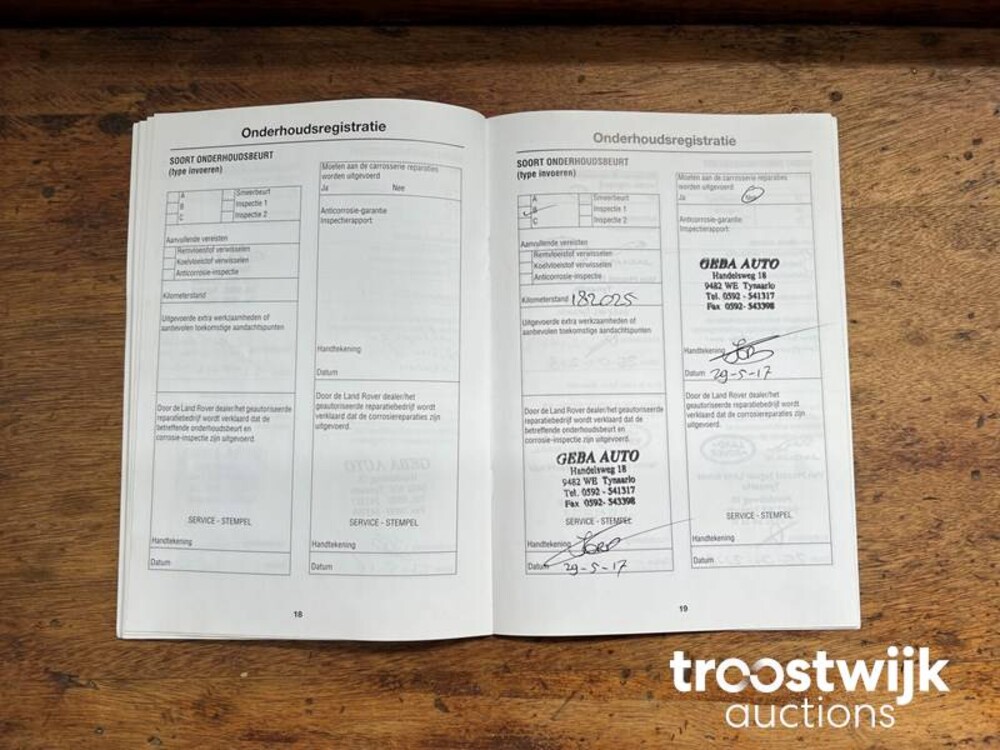 Onderhoudsregistratie
SOORT ONDERHOUDSBEURT
(type invoeren)
A
B
C
Smeerbeurt
Inspectie 1
Inspectie 2
Aanvullende vereisten
Remvloeistof verwisselen
Koelvloeistof verwisselen
Anticorrosie-inspectie
Kilometerstand
Uitgevoerde extra werkzaamheden of
aanbevolen toekomstige aandachtspunten
Door de Land Rover dealer/het geautoriseerde
reparatiebedrijf wordt verklaard dat de
betreffende onderhoudsbeurt en
corrosie-inspectie zijn uitgevoerd.
SERVICE - STEMPEL
Handtekening
Datum
Moeten aan de carrosserie reparaties
worden uitgevoerd
Ja Nee
Anticorrosie-garantie
Inspectierapport:
Handtekening
Datum
Door de Land Rover dealer/het
geautoriseerde reparatiebedrijf wordt
verklaard dat de corrosiereparaties zijn
uitgevoerd.
SERVICE - STEMPEL
Handtekening
Datum
18
Onderhoudsregistratie
SOORT ONDERHOUDSBEURT
(type invoeren)
A
B
C
Smeerbeurt
Inspectie 1
Inspectie 2
Aanvullende vereisten
Remvloeistof verwisselen
Koelvloeistof verwisselen
Anticorrosie-inspectie
Kilometerstand 182025
Uitgevoerde extra werkzaamheden of
aanbevolen toekomstige aandachtspunten
Door de Land Rover dealer/het geautoriseerde
reparatiebedrijf wordt verklaard dat de
betreffende onderhoudsbeurt en
corrosie-inspectie zijn uitgevoerd.
GEBA AUTO
Handelsweg 18
9482 WE Tynaarlo
Tel. 0592 - 541317
Fax 0592- 543398
SERVICE - STEMPEL
Handtekening
Datum 29-5-17
Moeten aan de carrosserie reparaties
worden uitgevoerd
Ja Nee
Anticorrosie-garantie
Inspectierapport:
GEBA AUTO
Handelsweg 18
9482 WE Tynaarlo
Tel. 0592 - 541317
Fax 0592- 543398
Handtekening
Datum 29-5-17
Door de Land Rover dealer/het
geautoriseerde reparatiebedrijf wordt
verklaard dat de corrosiereparaties zijn
uitgevoerd.
SERVICE - STEMPEL
Handtekening
Datum
19
troostwijk
auctions